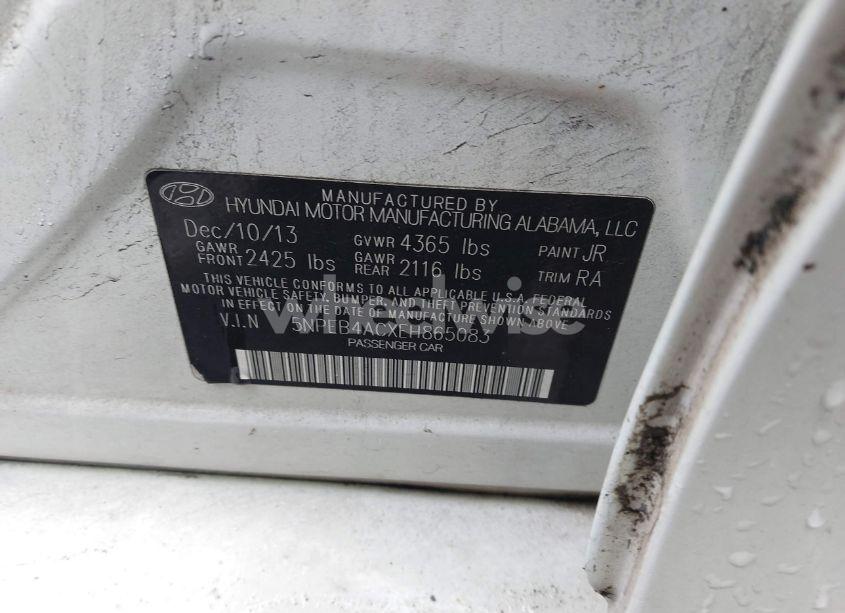 MANUFACTURED BY
HYUNDAI MOTOR MANUFACTURING ALABAMA, LLC
Dec/10/13 GVWR 4365 lbs PAINT JR
GAWR FRONT 2425 lbs GAWR REAR 2116 lbs TRIM RA
THIS VEHICLE CONFORMS TO ALL APPLICABLE U.S.A. FEDERAL
MOTOR VEHICLE SAFETY, BUMPER, AND THEFT PREVENTION STANDARDS
IN EFFECT ON THE DATE OF MANUFACTURE SHOWN ABOVE.
V.I.N 5NPEB4ACXEH865083
PASSENGER CAR
wheelwise